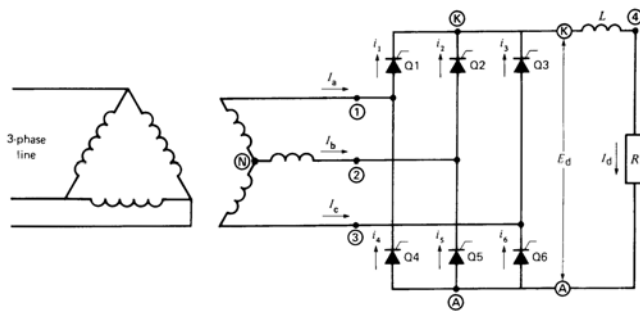 K K L 4
i1 i2 i3
Q1 Q2 Q3
Ia
1
3-phase
line
Ib
N
2
Ed Id R
Ic
3
i4 i5 i6
Q4 Q5 Q6
A A